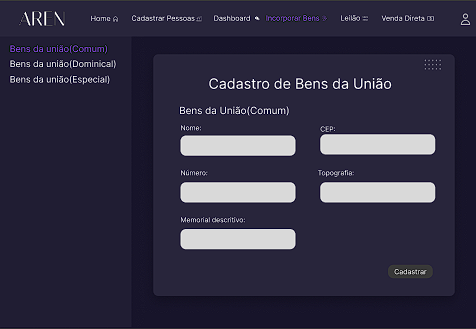 AREN Home Cadastrar Pessoas Dashboard Incorporar Bens Leilão Venda Direta
Bens da união(Comum)
Bens da união(Dominical)
Bens da união(Especial)
Cadastro de Bens da União
Bens da União(Comum)
Nome: CEP:
Número: Topografia:
Memorial descritivo:
Cadastrar